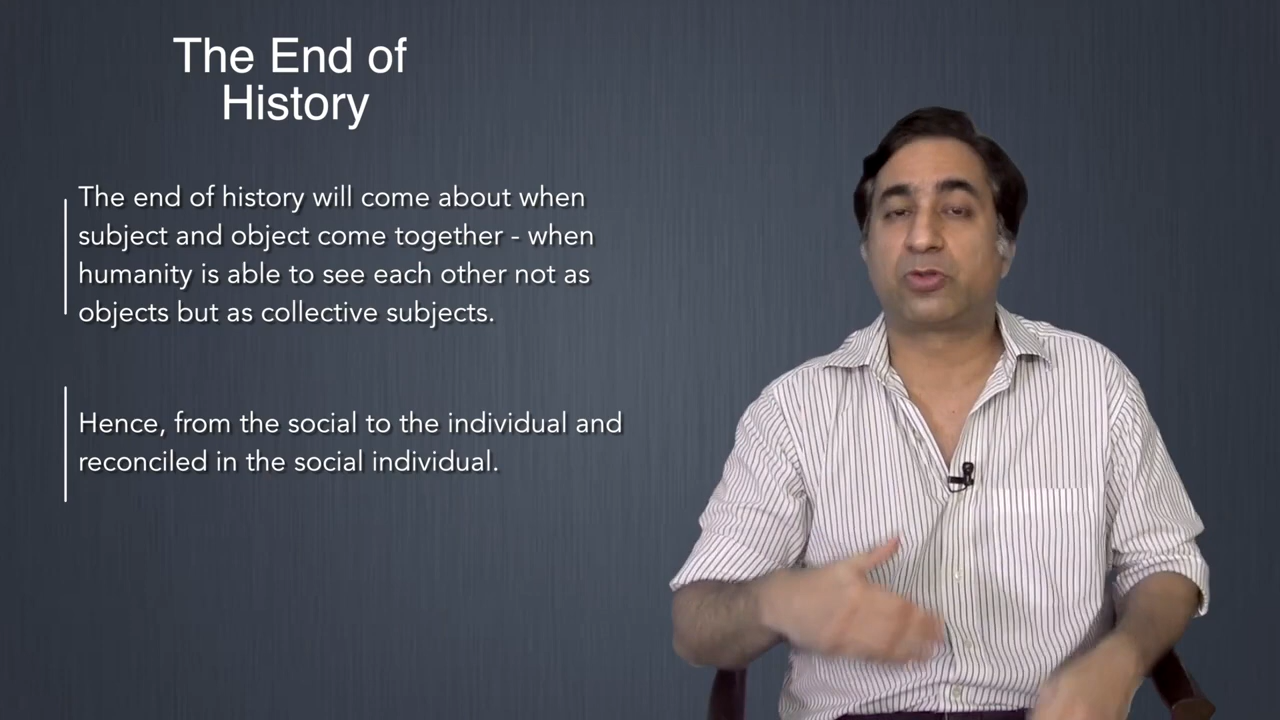 The End of
History
The end of history will come about when
subject and object come together - when
humanity is able to see each other not as
objects but as collective subjects.
Hence, from the social to the individual and
reconciled in the social individual.